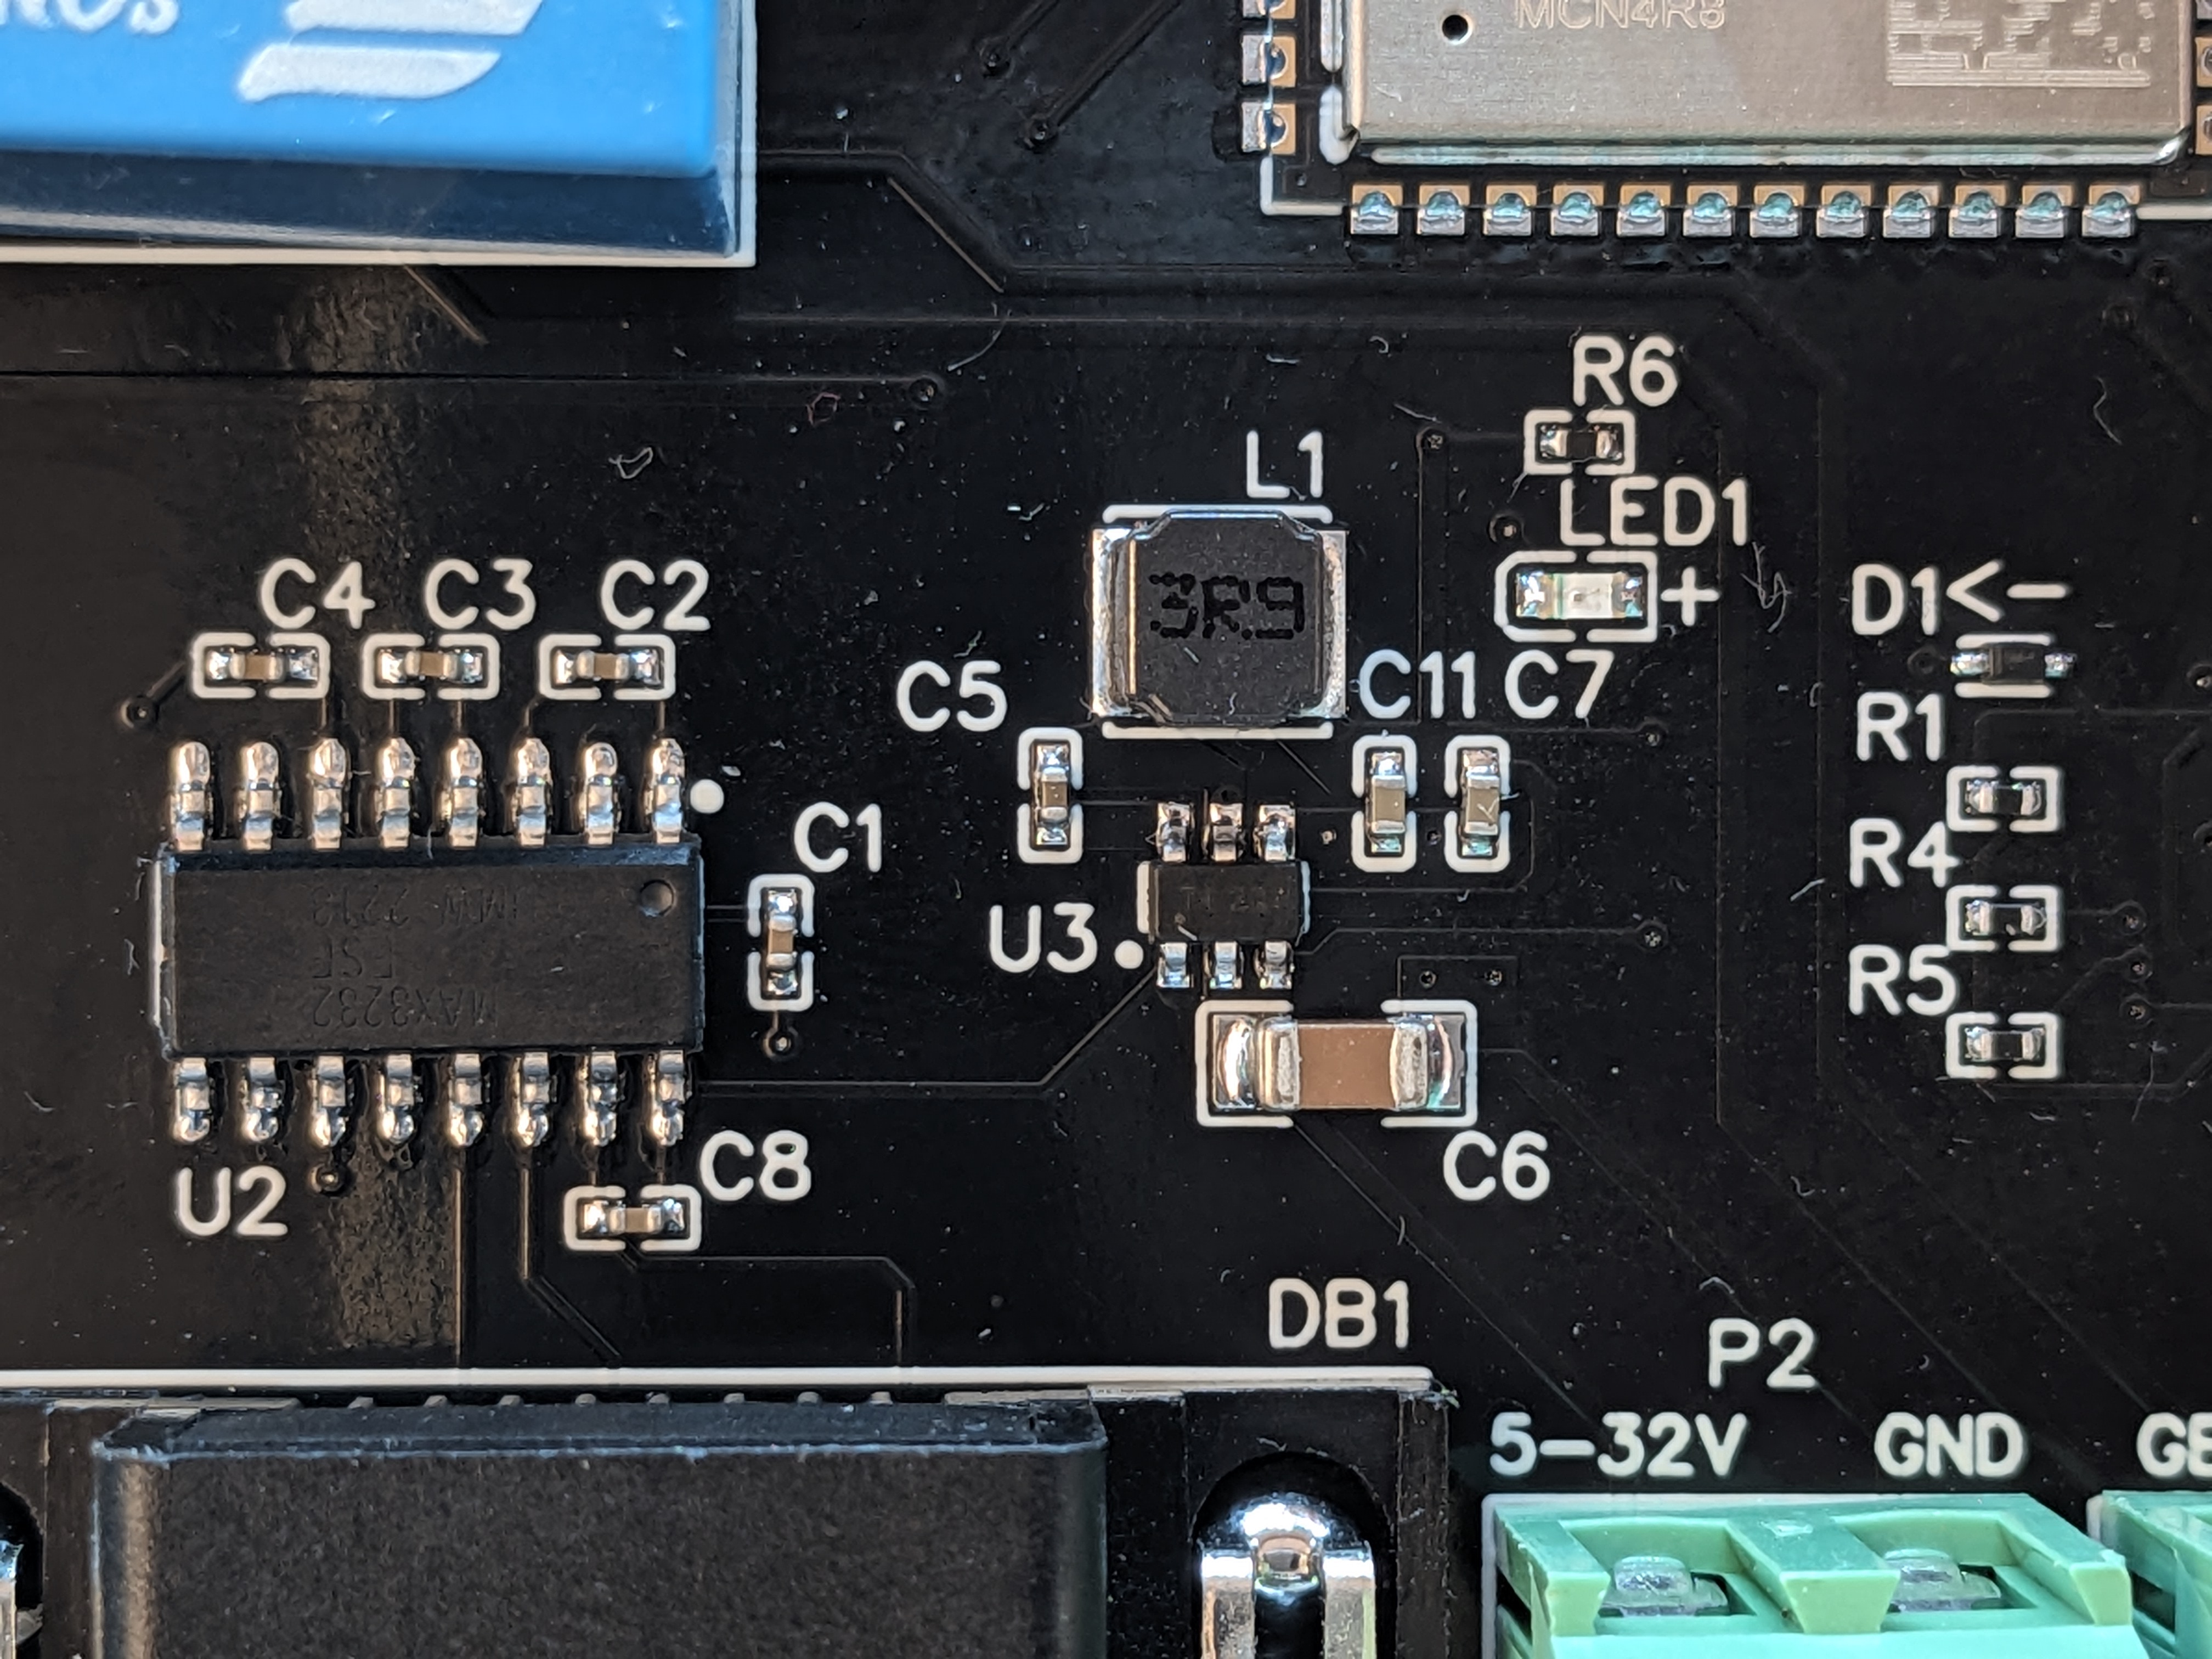 MCN4R8
R6
L1
LED1
+
C4
C3
C2
3R9
D1<-
C5
C11
C7
R1
C1
R4
U3
R5
MAX3232
ESE
C8
C6
U2
DB1
P2
5-32V
GND